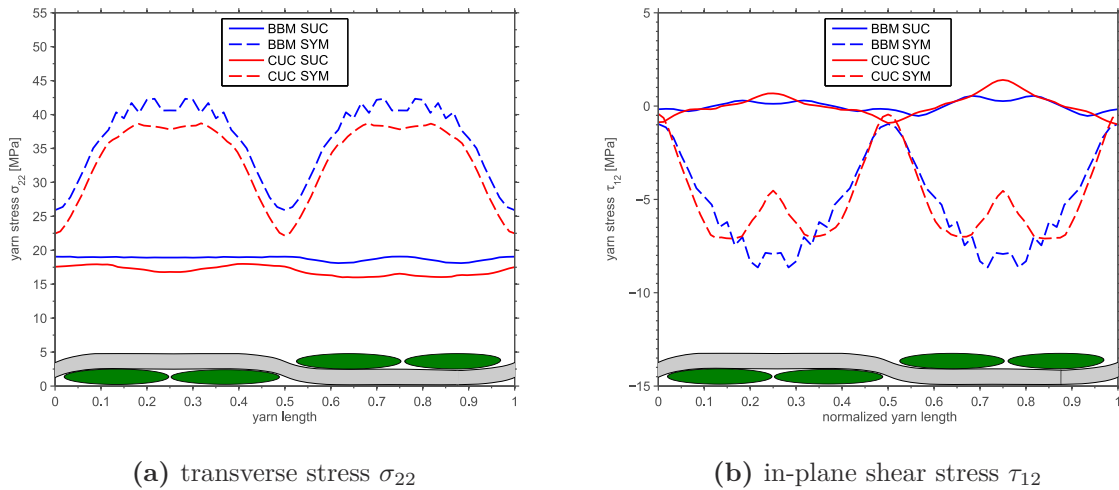 55
50
45
40
35
30
25
20
15
10
5
0
yarn stress σ22 [MPa]
BBM SUC
BBM SYM
CUC SUC
CUC SYM
0 0.1 0.2 0.3 0.4 0.5 0.6 0.7 0.8 0.9 1
yarn length
(a) transverse stress σ22
5
0
−5
−10
−15
yarn stress τ12 [MPa]
BBM SUC
BBM SYM
CUC SUC
CUC SYM
0 0.1 0.2 0.3 0.4 0.5 0.6 0.7 0.8 0.9 1
normalized yarn length
(b) in-plane shear stress τ12